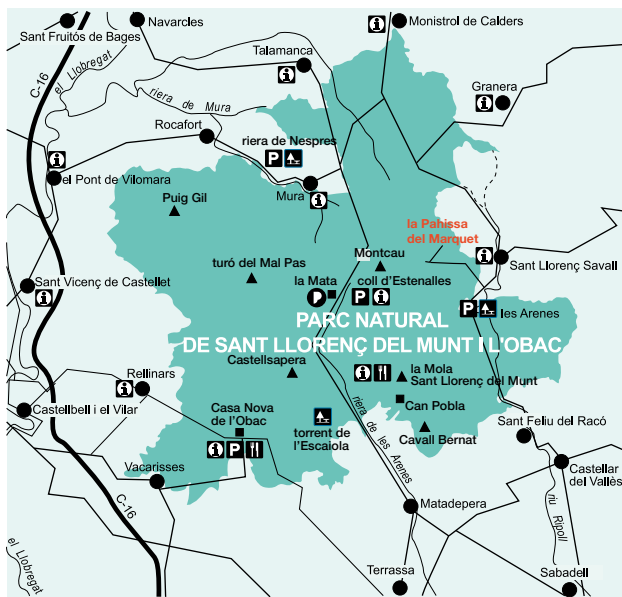 Navarcles
Monistrol de Calders
Sant Fruitós de Bages
el Llobregat
C-16
Talamanca
Granera
riera de Mura
Rocafort
riera de Nespres
P
el Pont de Vilomara
Mura
Puig Gil
la Pahissa
del Marquet
Montcau
Sant Llorenç Savall
turó del Mal Pas
la Mata
coll d'Estenalles
Sant Vicenç de Castellet
P
P
P
les Arenes
PARC NATURAL
DE SANT LLORENÇ DEL MUNT I L'OBAC
Castellsapera
la Mola
Sant Llorenç del Munt
Rellinars
Can Pobla
Castellbell i el Vilar
Casa Nova
de l'Obac
riera de les Arenes
Sant Feliu del Racó
torrent de
l'Escaiola
Cavall Bernat
P
Castellar
del Vallès
Vacarisses
riu Ripoll
Matadepera
C-16
el Llobregat
Terrassa
Sabadell